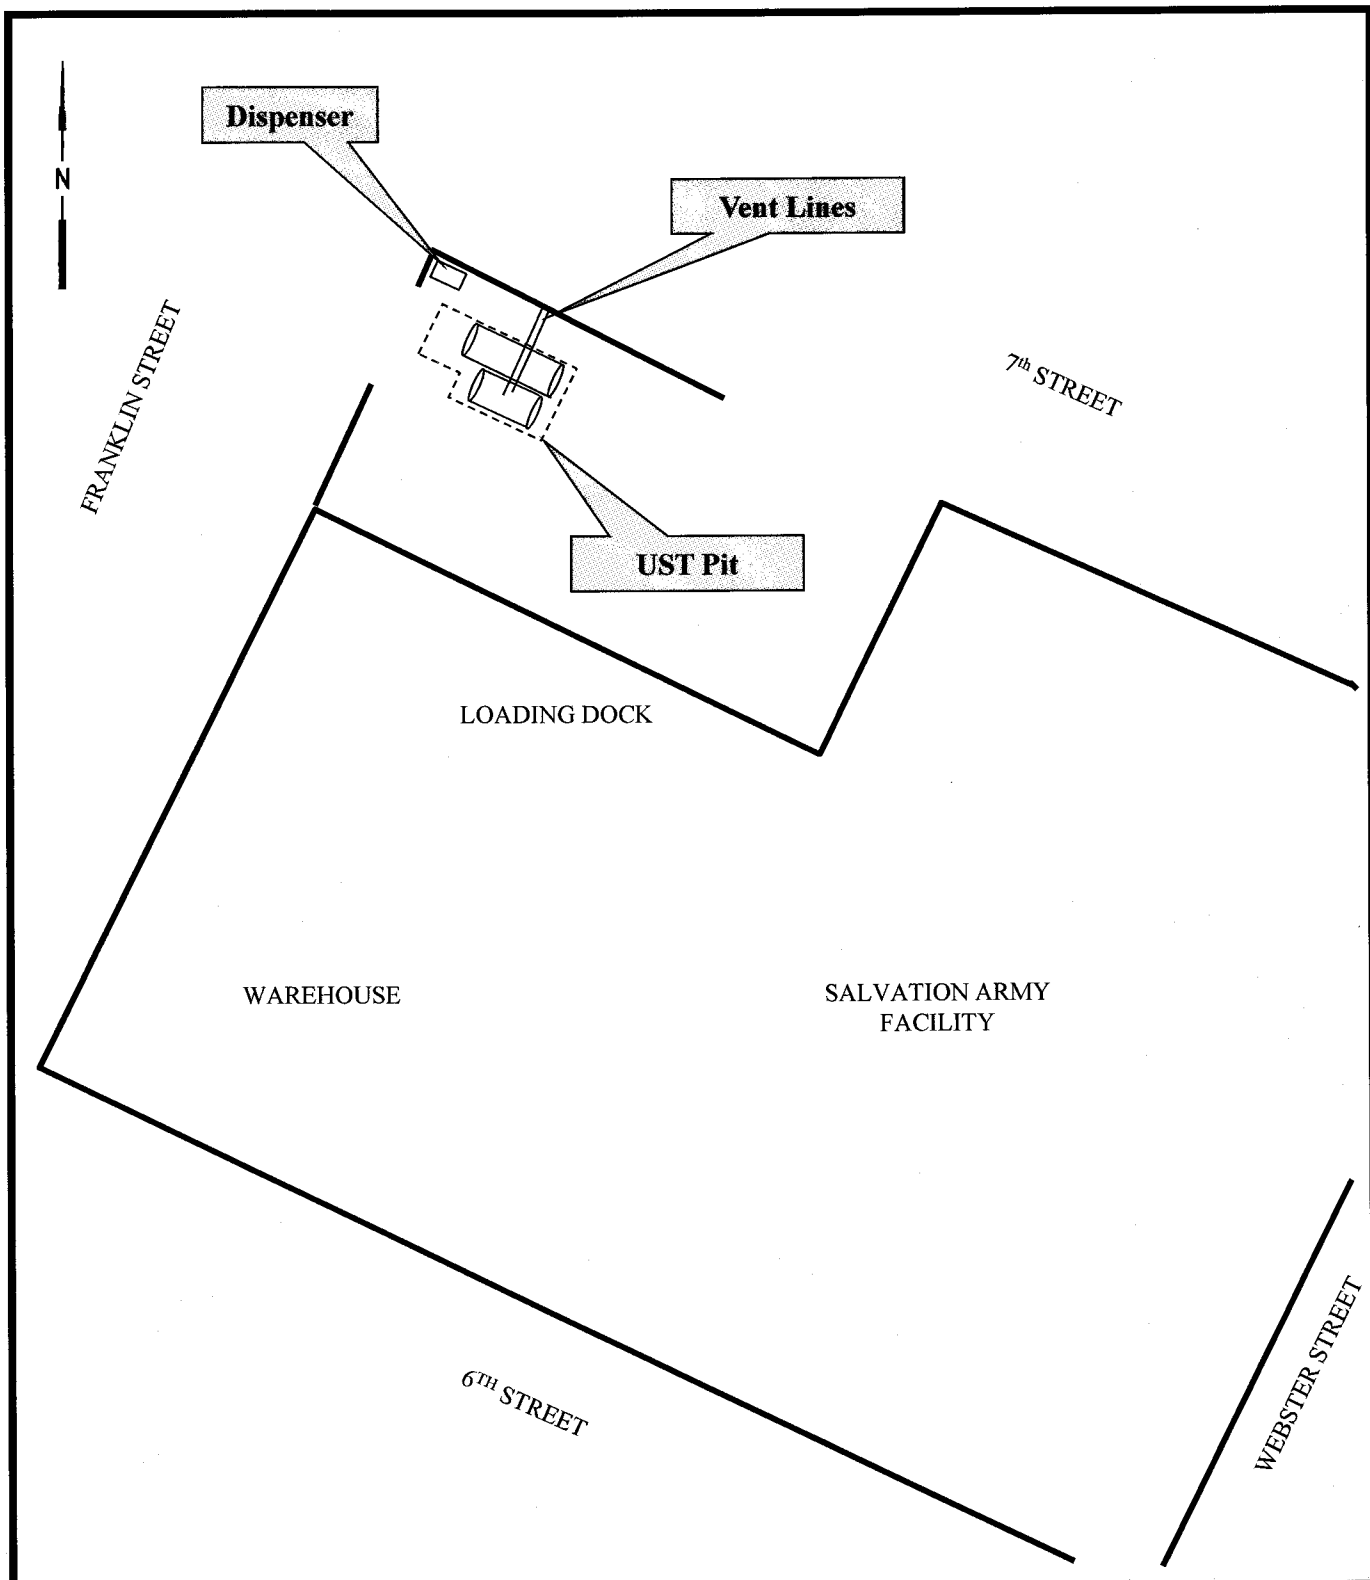 Dispenser
N
Vent Lines
FRANKLIN STREET
7th STREET
UST Pit
LOADING DOCK
WAREHOUSE
SALVATION ARMY
FACILITY
6TH STREET
WEBSTER STREET